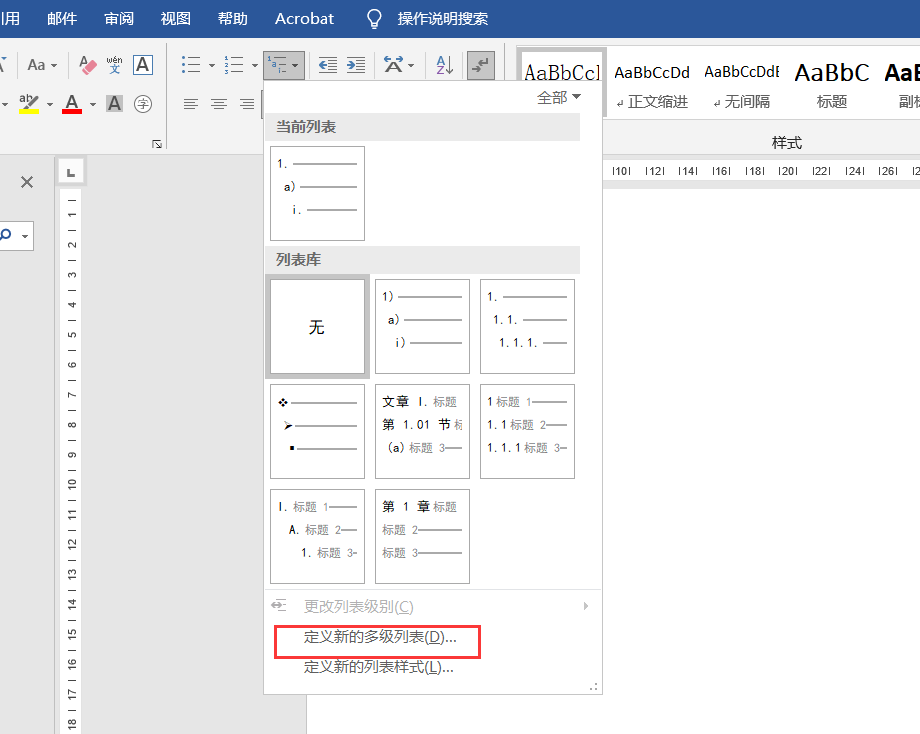 引用 邮件 审阅 视图 帮助 Acrobat 操作说明搜索
Aa wén 文 A A Z
aby A A 字
AaBbCcl AaBbCcDd AaBbCcDdE AaBbC AaB
正文缩进 无间隔 标题 副标
样式
全部
当前列表
1.
a)
i.
列表库
无
1)
a)
i)
1.
1.1.
1.1.1.
文章 I. 标题
第 1.01 节 标
(a) 标题 3
1 标题 1
1.1 标题 2
1.1.1 标题 3
I. 标题 1
A. 标题 2
1. 标题 3
第 1 章 标题
标题 2
标题 3
更改列表级别(C)
定义新的多级列表(D)...
定义新的列表样式(L)...
L
|10| |12| |14| |16| |18| |20| |22| |24| |26| |2
1
2
3
4
5
6
7
8
9
10
11
12
13
14
15
16
17
18